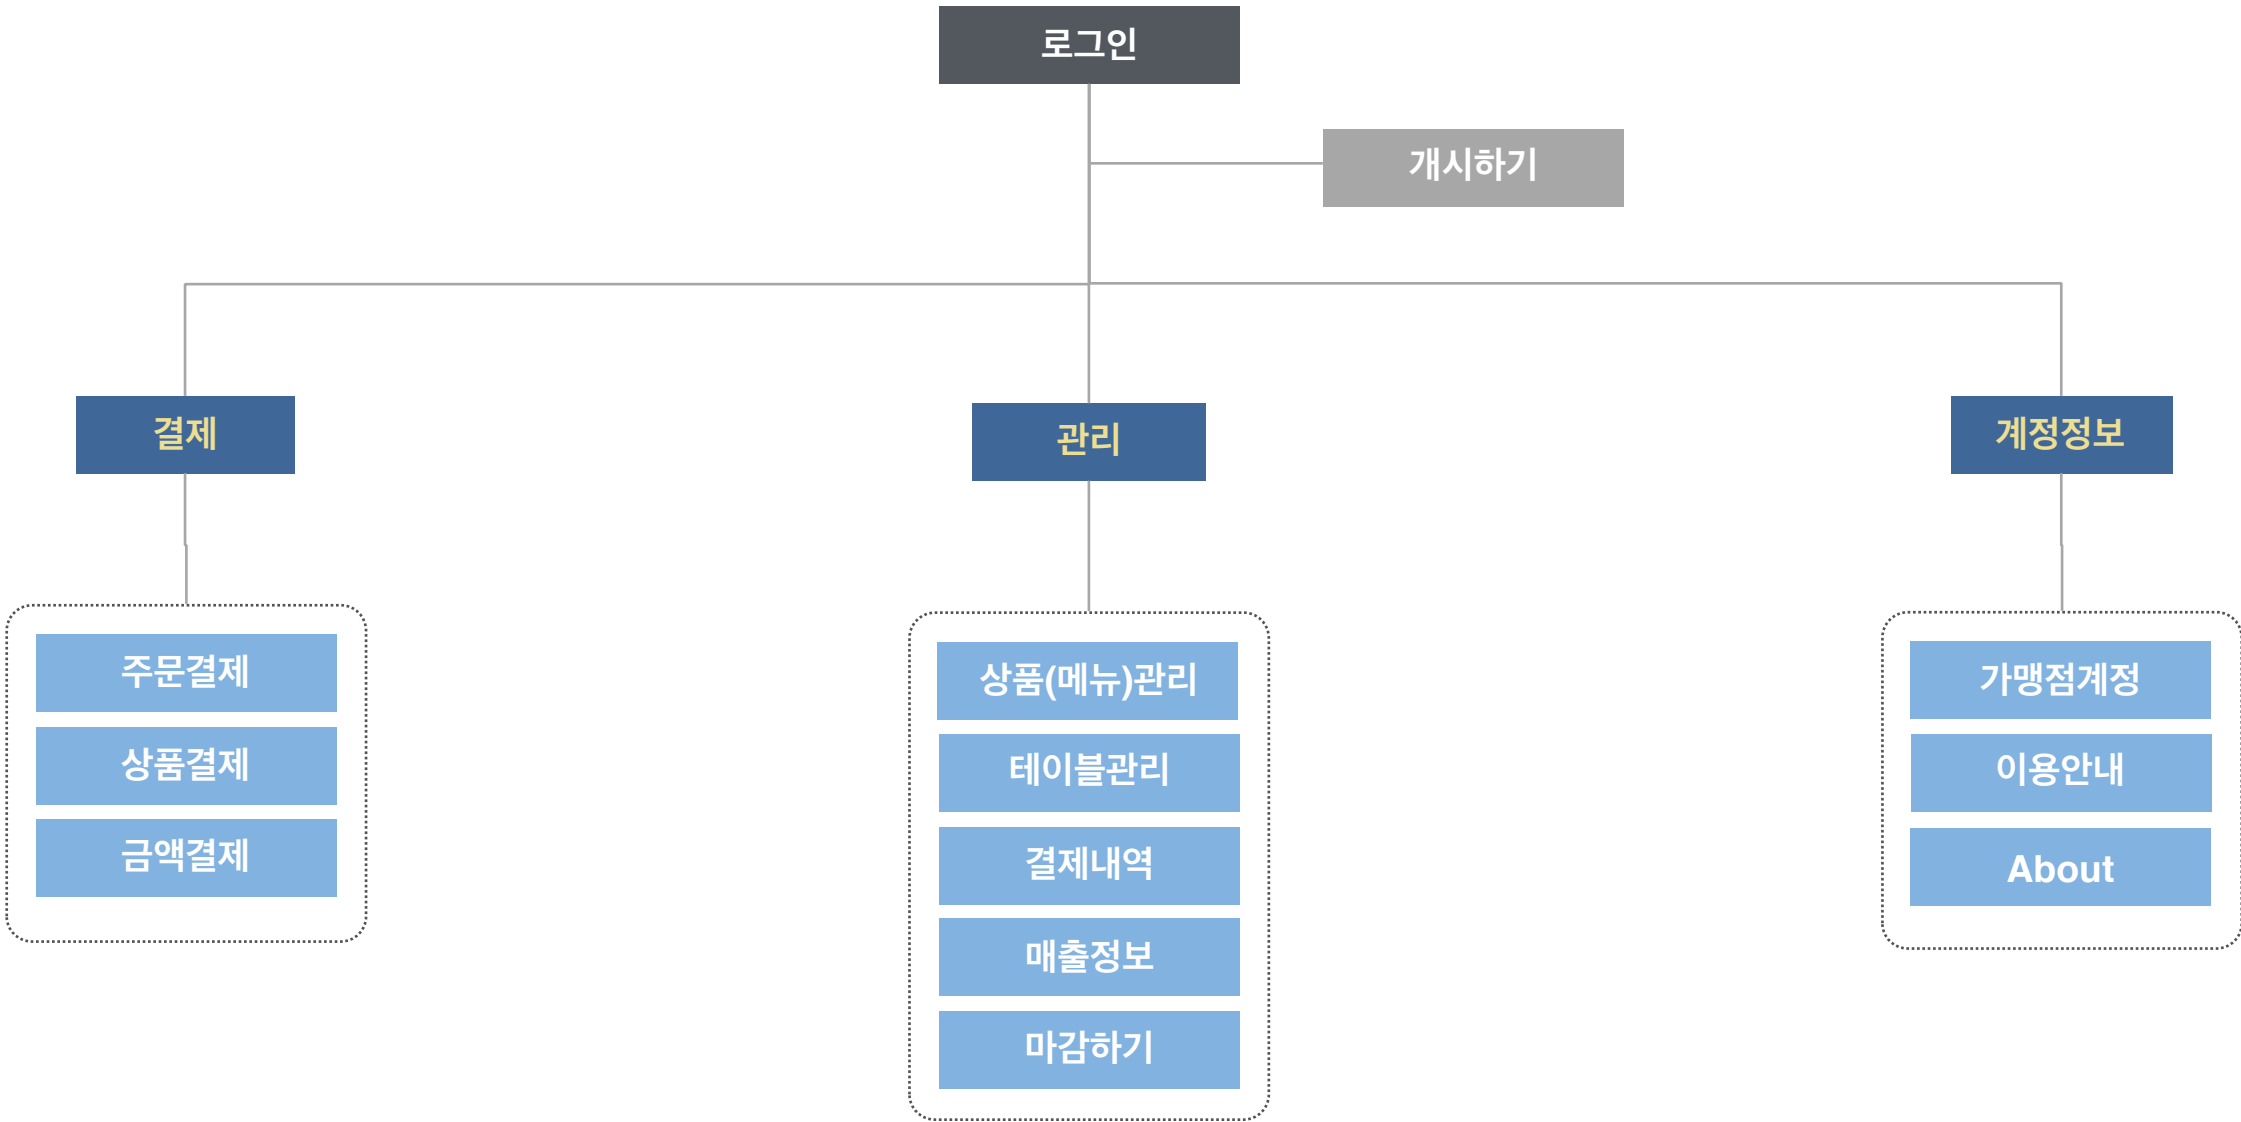 로그인
개시하기
결제
관리
계정정보
주문결제
상품결제
금액결제
상품(메뉴)관리
테이블관리
결제내역
매출정보
마감하기
가맹점계정
이용안내
About